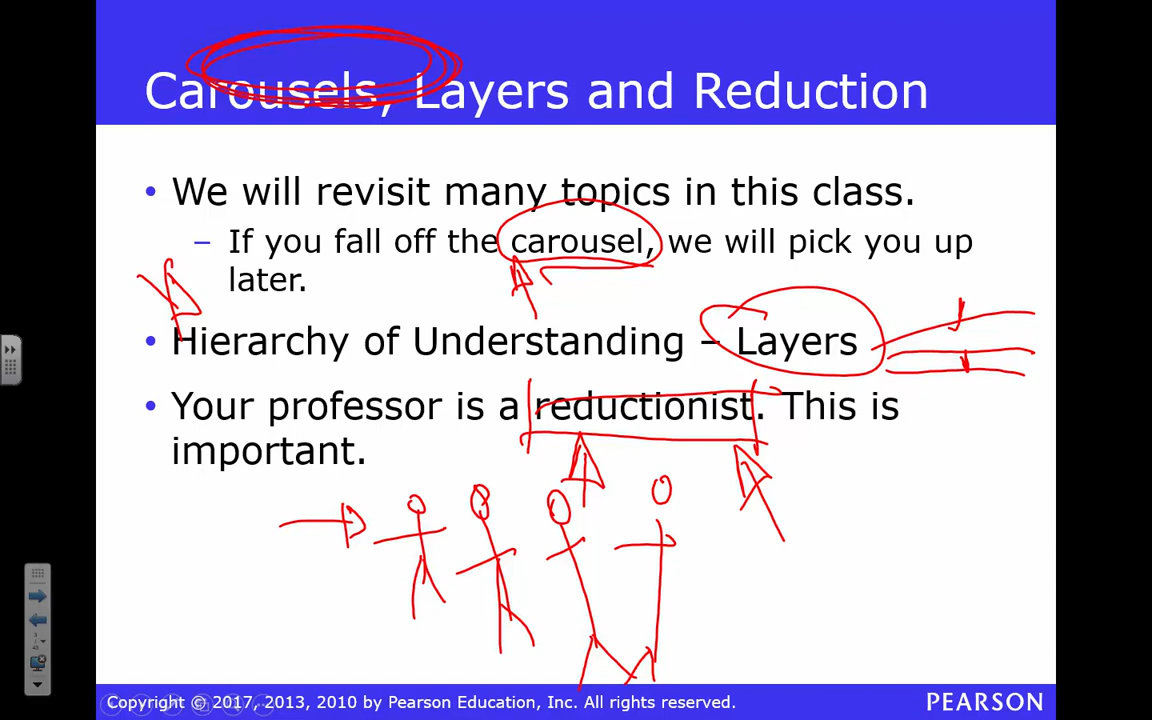 Carousels, Layers and Reduction
• We will revisit many topics in this class.
– If you fall off the carousel, we will pick you up
later.
• Hierarchy of Understanding – Layers
• Your professor is a reductionist. This is
important.
Copyright © 2017, 2013, 2010 by Pearson Education, Inc. All rights reserved.
PEARSON